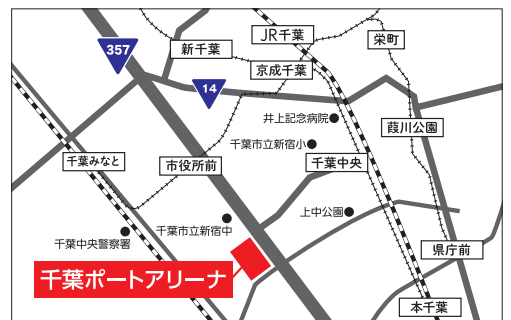 JR千葉
栄町
新千葉
357
京成千葉
14
井上記念病院
葭川公園
千葉市立新宿小
千葉みなと
市役所前
千葉中央
上中公園
千葉市立新宿中
千葉中央警察署
県庁前
千葉ポートアリーナ
本千葉